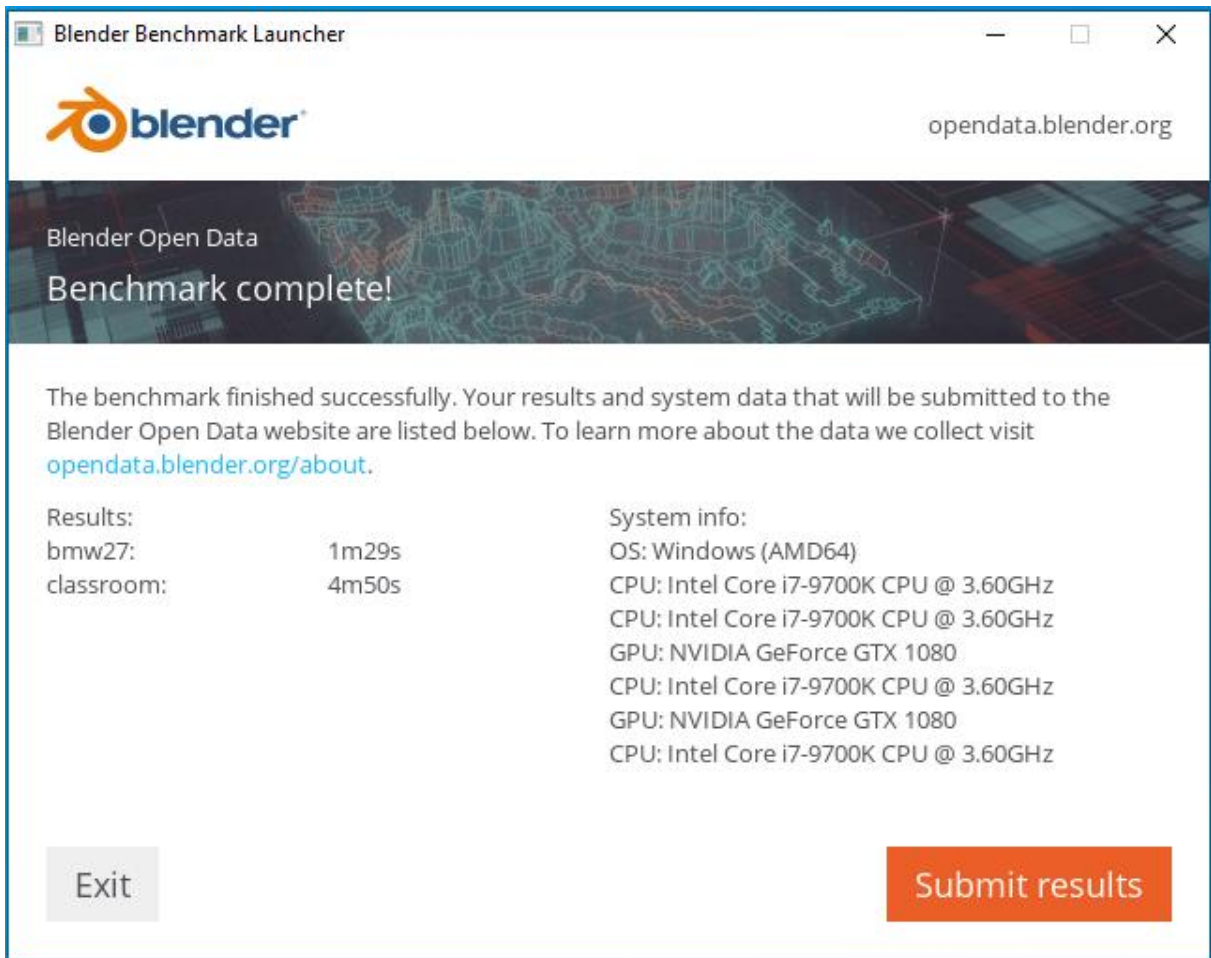 Blender Benchmark Launcher
blender
opendata.blender.org
Blender Open Data
Benchmark complete!
The benchmark finished successfully. Your results and system data that will be submitted to the
Blender Open Data website are listed below. To learn more about the data we collect visit
opendata.blender.org/about.
Results:
bmw27: 1m29s
classroom: 4m50s
System info:
OS: Windows (AMD64)
CPU: Intel Core i7-9700K CPU @ 3.60GHz
CPU: Intel Core i7-9700K CPU @ 3.60GHz
GPU: NVIDIA GeForce GTX 1080
CPU: Intel Core i7-9700K CPU @ 3.60GHz
GPU: NVIDIA GeForce GTX 1080
CPU: Intel Core i7-9700K CPU @ 3.60GHz
Exit
Submit results